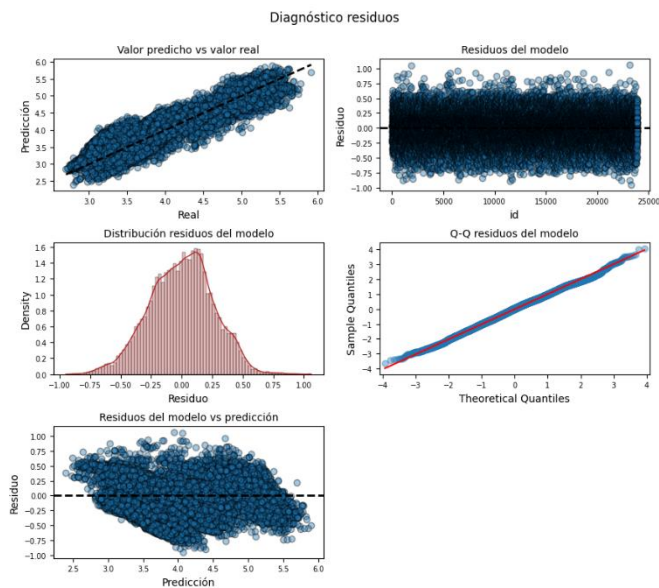 Diagnóstico residuos
Valor predicho vs valor real
Predicción
6.0
5.5
5.0
4.5
4.0
3.5
3.0
2.5
3.0 3.5 4.0 4.5 5.0 5.5 6.0
Real
Residuos del modelo
Residuo
1.00
0.75
0.50
0.25
0.00
-0.25
-0.50
-0.75
-1.00
0 5000 10000 15000 20000 25000
id
Distribución residuos del modelo
Density
1.6
1.4
1.2
1.0
0.8
0.6
0.4
0.2
0.0
-1.00 -0.75 -0.50 -0.25 0.00 0.25 0.50 0.75 1.00
Residuo
Q-Q residuos del modelo
Sample Quantiles
4
3
2
1
0
−1
−2
−3
−4
−4 −3 −2 −1 0 1 2 3 4
Theoretical Quantiles
Residuos del modelo vs predicción
Residuo
1.00
0.75
0.50
0.25
0.00
-0.25
-0.50
-0.75
-1.00
2.5 3.0 3.5 4.0 4.5 5.0 5.5 6.0
Predicción